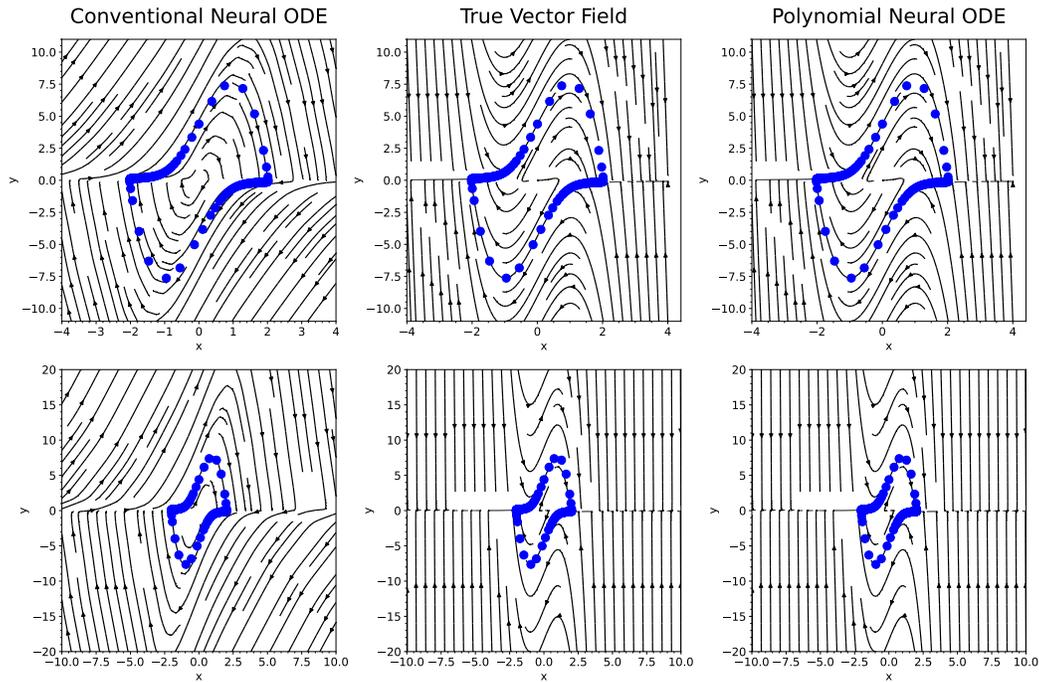 Conventional Neural ODE
True Vector Field
Polynomial Neural ODE
10.0
7.5
5.0
2.5
0.0
−2.5
−5.0
−7.5
−10.0
y
−4 −3 −2 −1 0 1 2 3 4
x
10.0
7.5
5.0
2.5
0.0
−2.5
−5.0
−7.5
−10.0
y
−4 −2 0 2 4
x
10.0
7.5
5.0
2.5
0.0
−2.5
−5.0
−7.5
−10.0
y
−4 −2 0 2 4
x
20
15
10
5
0
−5
−10
−15
−20
y
−10.0 −7.5 −5.0 −2.5 0.0 2.5 5.0 7.5 10.0
x
20
15
10
5
0
−5
−10
−15
−20
y
−10.0 −7.5 −5.0 −2.5 0.0 2.5 5.0 7.5 10.0
x
20
15
10
5
0
−5
−10
−15
−20
y
−10.0 −7.5 −5.0 −2.5 0.0 2.5 5.0 7.5 10.0
x